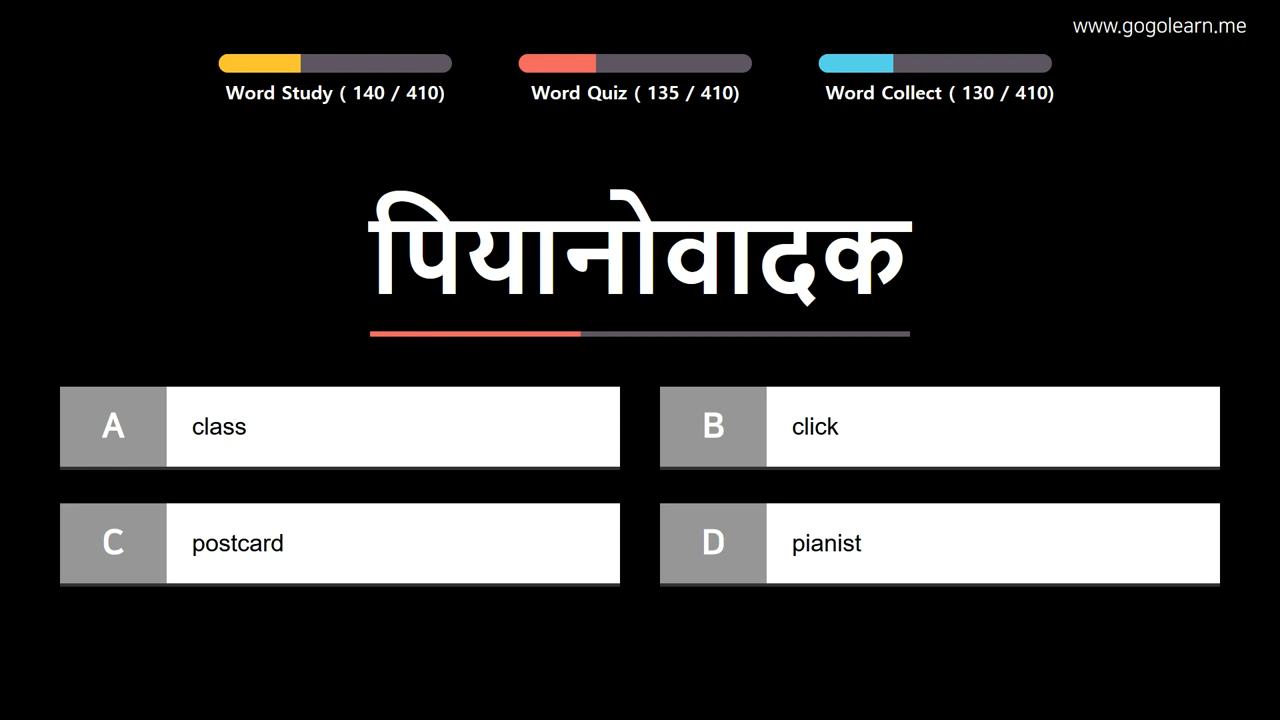 www.gogolearn.me
Word Study ( 140 / 410)
Word Quiz ( 135 / 410)
Word Collect ( 130 / 410)
पियानोवादक
A class
B click
C postcard
D pianist